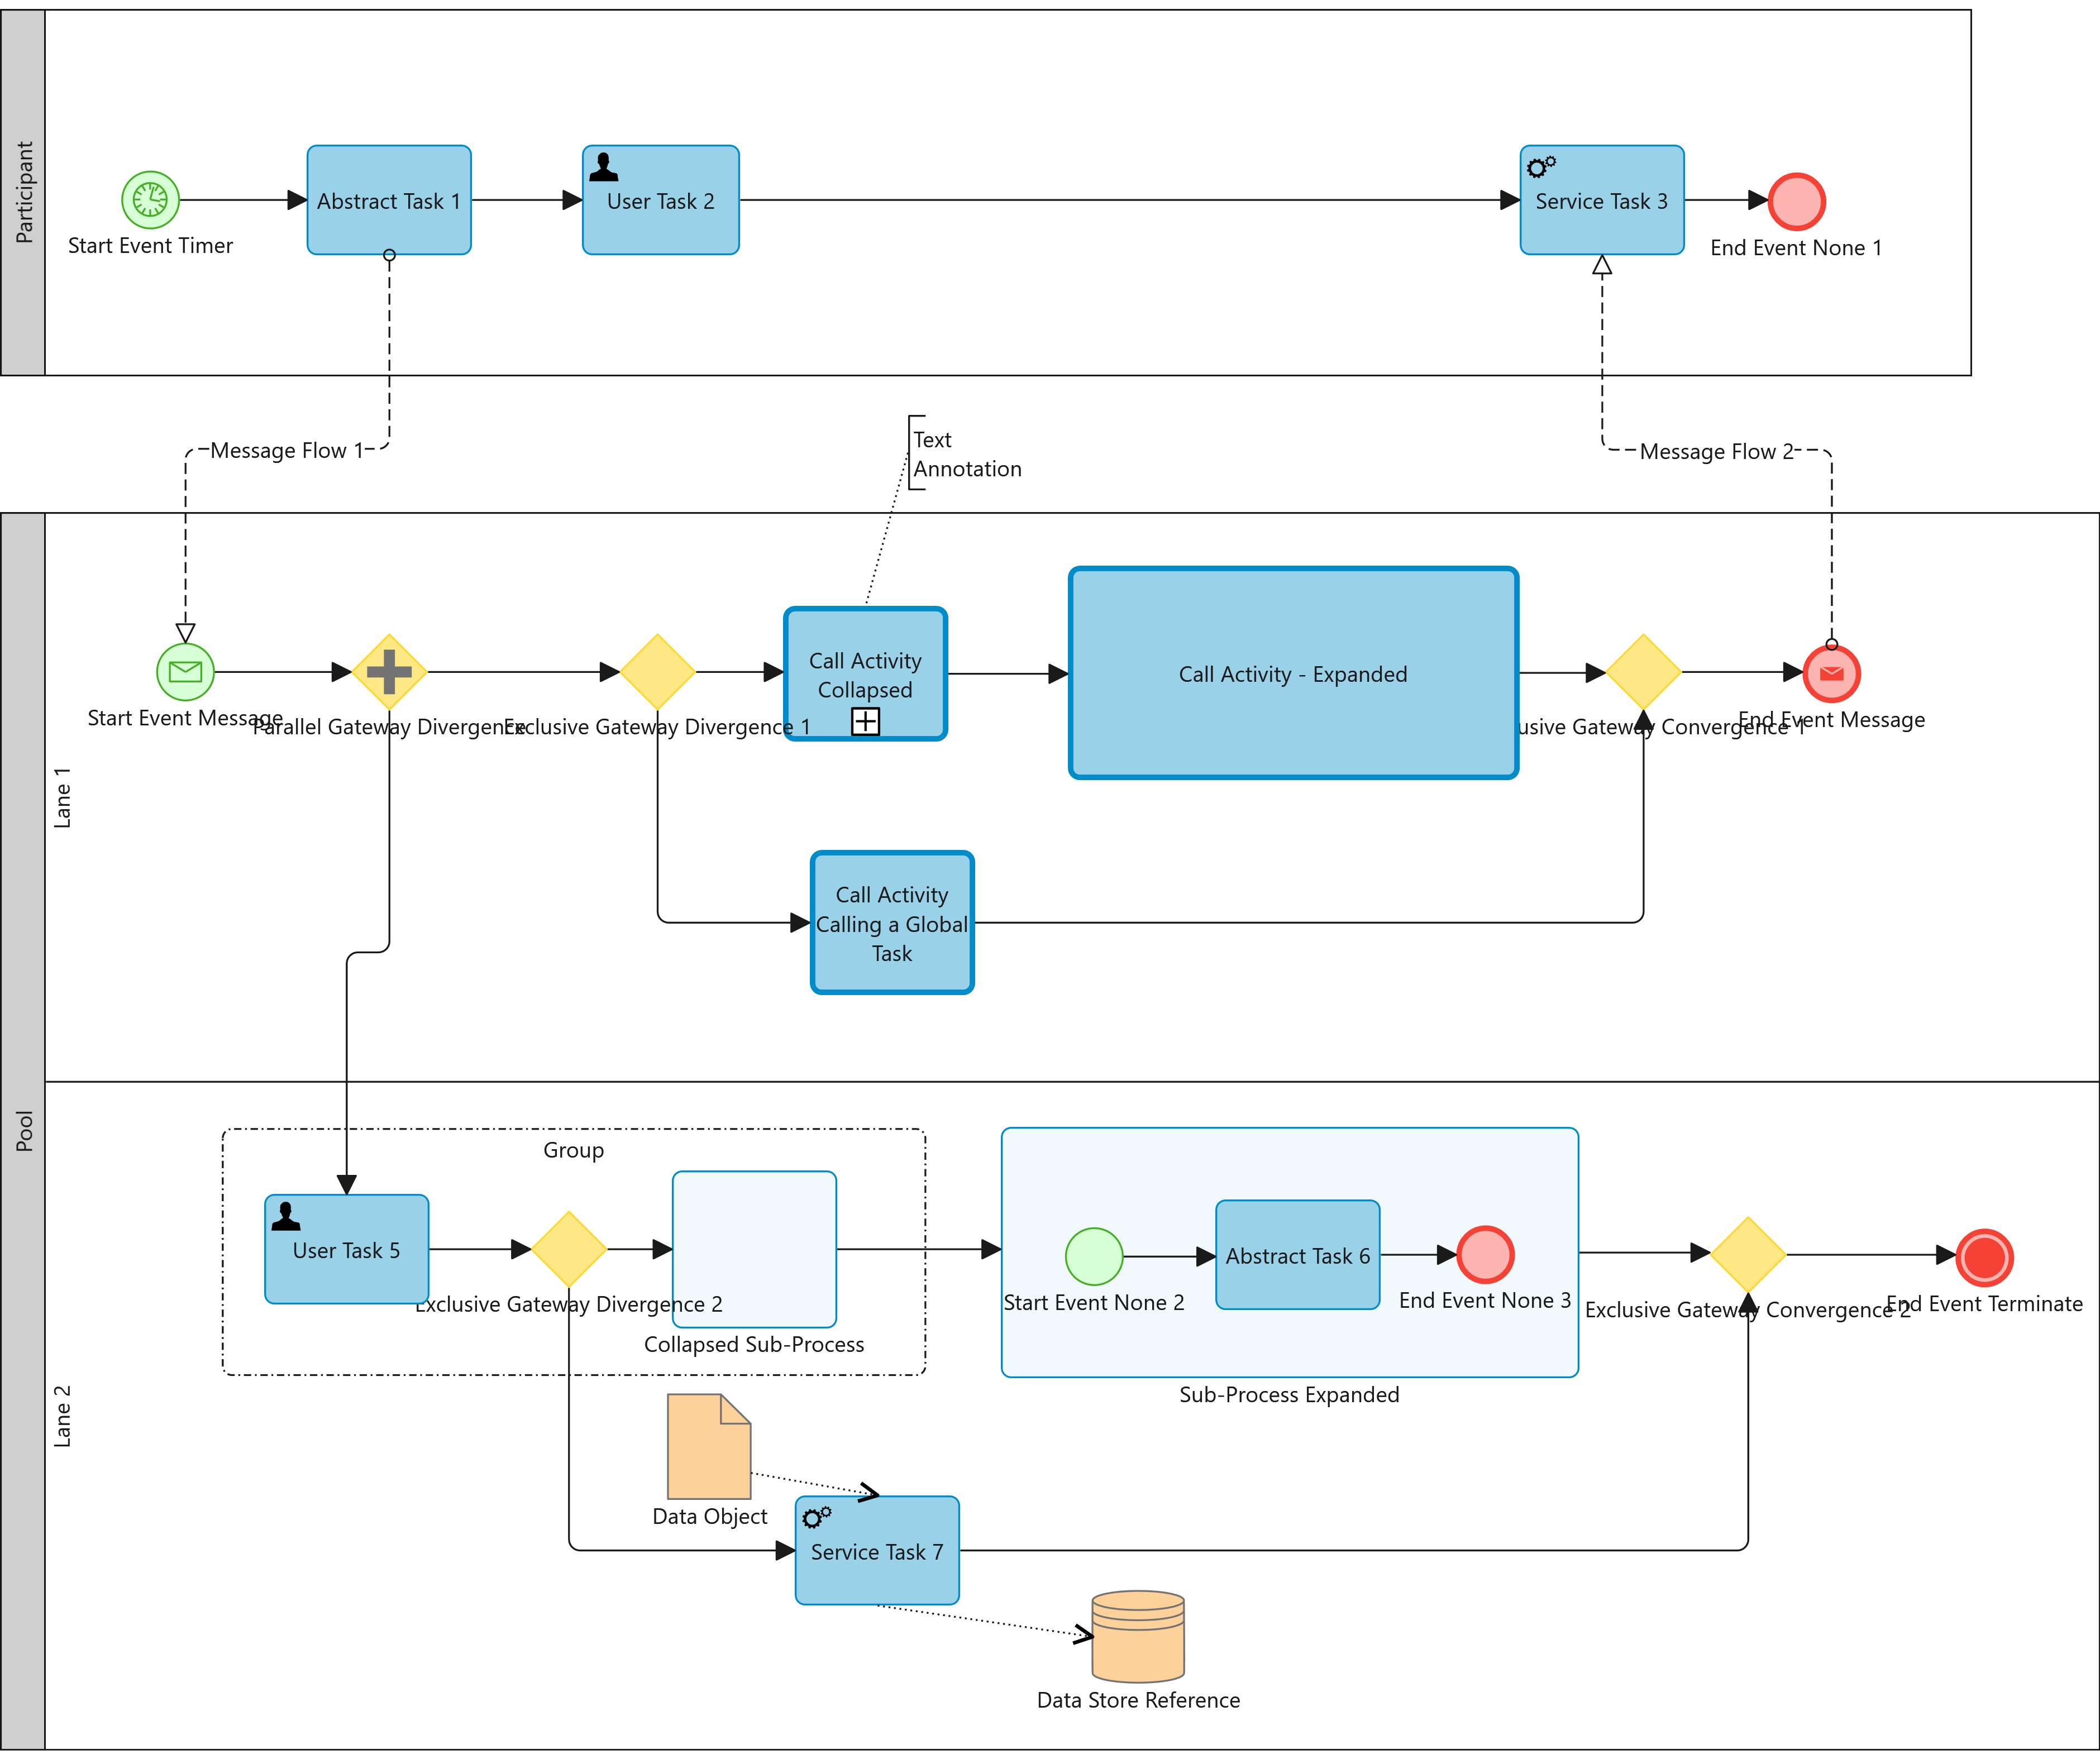 Participant
Start Event Timer
Abstract Task 1
User Task 2
Service Task 3
End Event None 1
Message Flow 1
Text
Annotation
Message Flow 2
Pool
Lane 1
Start Event Message
Parallel Gateway Divergence
Exclusive Gateway Divergence 1
Call Activity
Collapsed
Call Activity - Expanded
Gateway Convergence 1
End Event Message
Call Activity
Calling a Global
Task
Lane 2
Group
User Task 5
Exclusive Gateway Divergence 2
Collapsed Sub-Process
Start Event None 2
Abstract Task 6
End Event None 3
Sub-Process Expanded
Exclusive Gateway Convergence 2
End Event Terminate
Data Object
Service Task 7
Data Store Reference